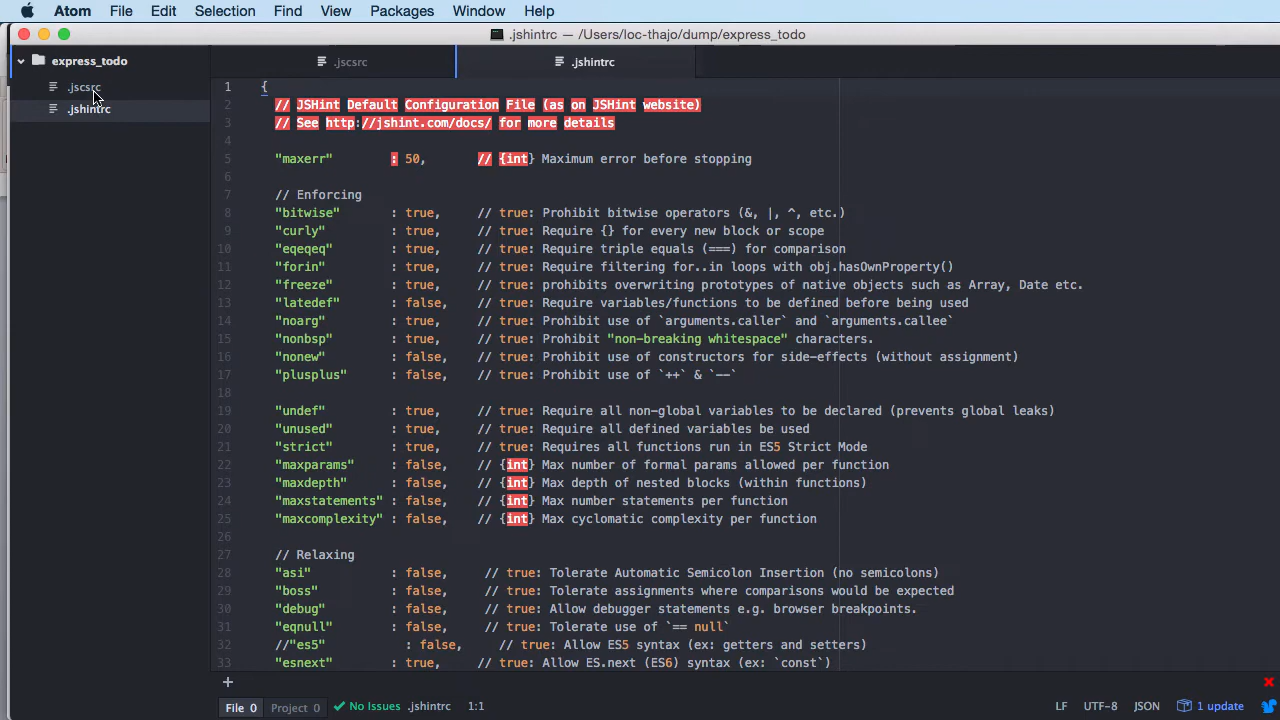 Atom File Edit Selection Find View Packages Window Help
.jshintrc — /Users/loc-thajo/dump/express_todo
express_todo
.jscsrc
.jshintrc
.jscsrc .jshintrc
1 {
2 // JSHint Default Configuration File (as on JSHint website)
3 // See http://jshint.com/docs/ for more details
4
5 "maxerr" : 50, // {int} Maximum error before stopping
6
7 // Enforcing
8 "bitwise" : true, // true: Prohibit bitwise operators (&, |, ^, etc.)
9 "curly" : true, // true: Require {} for every new block or scope
10 "eqeqeq" : true, // true: Require triple equals (===) for comparison
11 "forin" : true, // true: Require filtering for..in loops with obj.hasOwnProperty()
12 "freeze" : true, // true: prohibits overwriting prototypes of native objects such as Array, Date etc.
13 "latedef" : false, // true: Require variables/functions to be defined before being used
14 "noarg" : true, // true: Prohibit use of `arguments.caller` and `arguments.callee`
15 "nonbsp" : true, // true: Prohibit "non-breaking whitespace" characters.
16 "nonew" : false, // true: Prohibit use of constructors for side-effects (without assignment)
17 "plusplus" : false, // true: Prohibit use of `++` & `--`
18
19 "undef" : true, // true: Require all non-global variables to be declared (prevents global leaks)
20 "unused" : true, // true: Require all defined variables be used
21 "strict" : true, // true: Requires all functions run in ES5 Strict Mode
22 "maxparams" : false, // {int} Max number of formal params allowed per function
23 "maxdepth" : false, // {int} Max depth of nested blocks (within functions)
24 "maxstatements" : false, // {int} Max number statements per function
25 "maxcomplexity" : false, // {int} Max cyclomatic complexity per function
26
27 // Relaxing
28 "asi" : false, // true: Tolerate Automatic Semicolon Insertion (no semicolons)
29 "boss" : false, // true: Tolerate assignments where comparisons would be expected
30 "debug" : false, // true: Allow debugger statements e.g. browser breakpoints.
31 "eqnull" : false, // true: Tolerate use of `== null`
32 //"es5" : false, // true: Allow ES5 syntax (ex: getters and setters)
33 "esnext" : true, // true: Allow ES.next (ES6) syntax (ex: `const`)
+
File 0 Project 0 No Issues .jshintrc 1:1 LF UTF-8 JSON 1 update